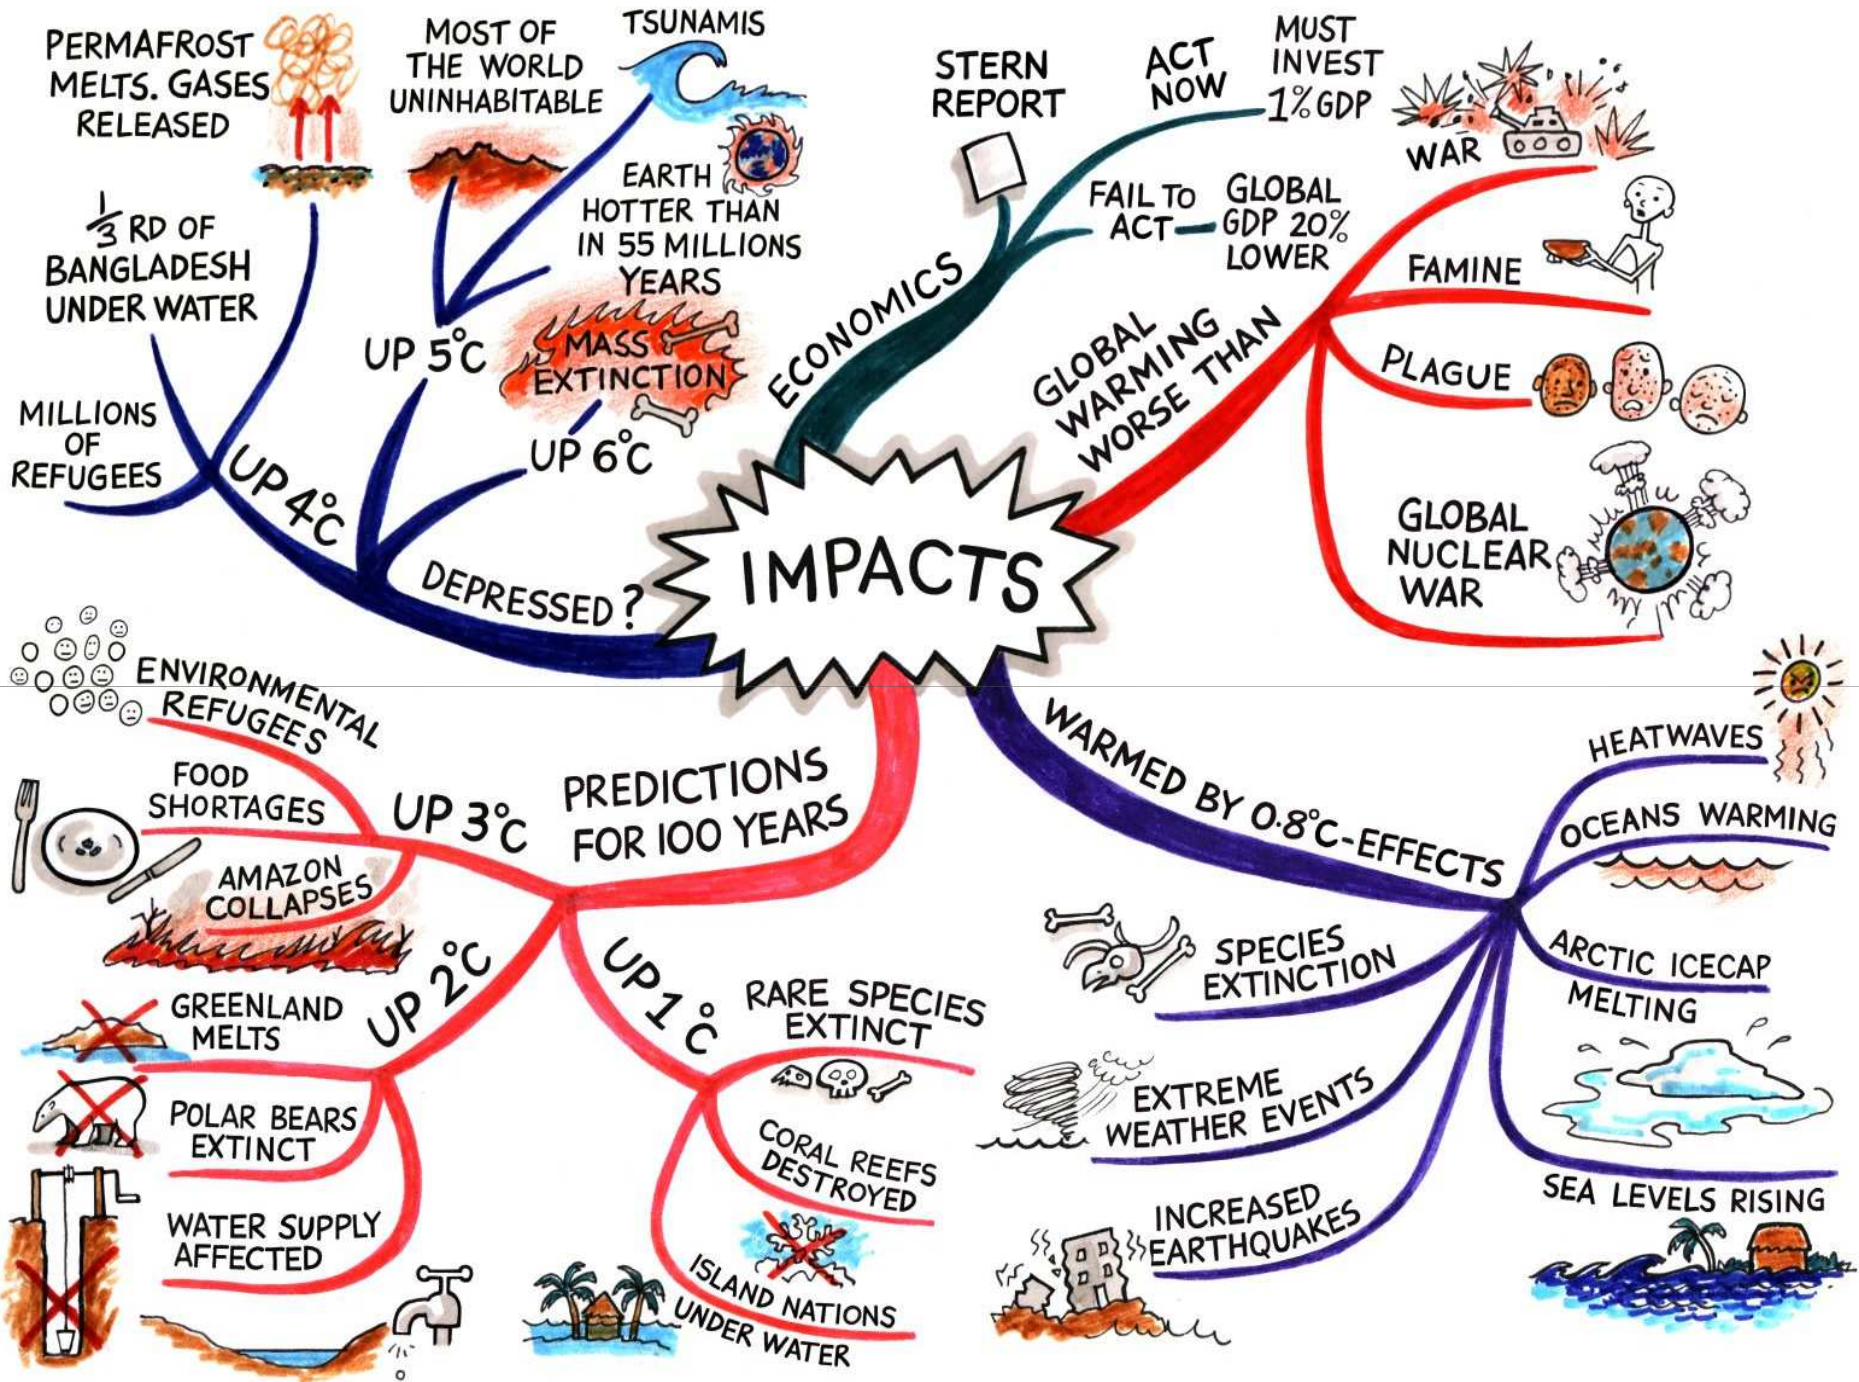 IMPACTS
ECONOMICS
STERN
REPORT
ACT
NOW
MUST
INVEST
1% GDP
FAIL TO
ACT
GLOBAL
GDP 20%
LOWER
GLOBAL
WARMING
WORSE THAN
WAR
FAMINE
PLAGUE
GLOBAL
NUCLEAR
WAR
WARMED BY 0.8°C-EFFECTS
HEATWAVES
OCEANS WARMING
ARCTIC ICECAP
MELTING
SEA LEVELS RISING
INCREASED
EARTHQUAKES
EXTREME
WEATHER EVENTS
SPECIES
EXTINCTION
PREDICTIONS
FOR 100 YEARS
UP 1°C
RARE SPECIES
EXTINCT
CORAL REEFS
DESTROYED
ISLAND NATIONS
UNDER WATER
UP 2°C
GREENLAND
MELTS
POLAR BEARS
EXTINCT
WATER SUPPLY
AFFECTED
UP 3°C
ENVIRONMENTAL
REFUGEES
FOOD
SHORTAGES
AMAZON
COLLAPSES
DEPRESSED?
UP 4°C
MILLIONS
OF
REFUGEES
1/3 RD OF
BANGLADESH
UNDER WATER
PERMAFROST
MELTS. GASES
RELEASED
UP 5°C
MOST OF
THE WORLD
UNINHABITABLE
TSUNAMIS
EARTH
HOTTER THAN
IN 55 MILLIONS
YEARS
UP 6°C
MASS
EXTINCTION